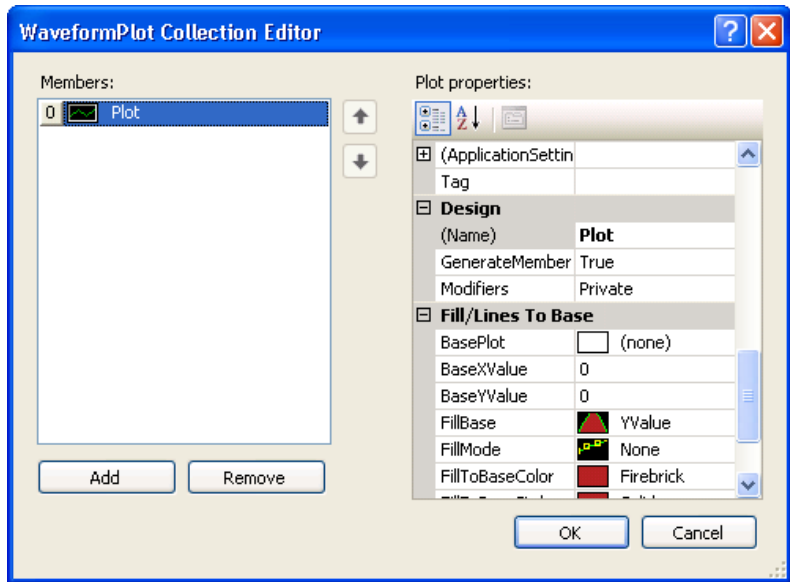 WaveformPlot Collection Editor
Members:
0 Plot
Add
Remove
Plot properties:
(ApplicationSettin
Tag
Design
(Name) Plot
GenerateMember True
Modifiers Private
Fill/Lines To Base
BasePlot (none)
BaseXValue 0
BaseYValue 0
FillBase YValue
FillMode None
FillToBaseColor Firebrick
OK
Cancel